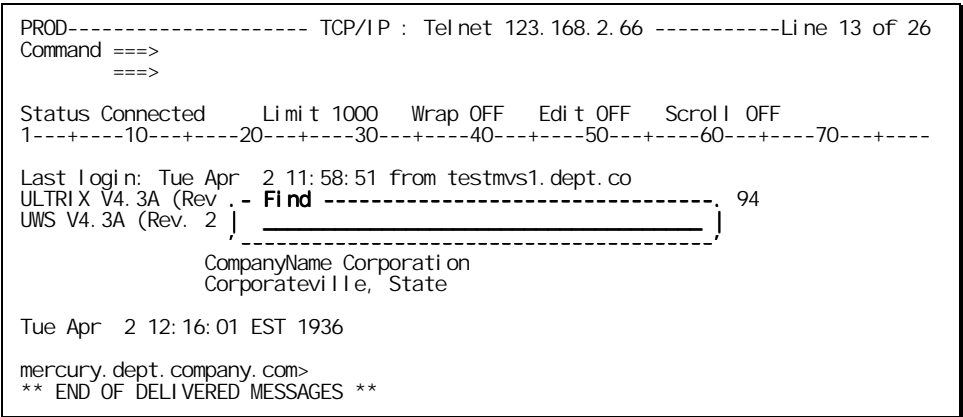 PROD--------------------- TCP/IP : Telnet 123.168.2.66 -----------Line 13 of 26
Command ===>
        ===>
Status Connected     Limit 1000   Wrap OFF   Edit OFF   Scroll OFF
1---+----10---+----20---+----30---+----40---+----50---+----60---+----70---+----
Last login: Tue Apr  2 11:58:51 from testmvs1.dept.co
ULTRIX V4.3A (Rev .- Find ---------------------------------. 94
UWS V4.3A (Rev. 2 | ______________________________________ |
                  '----------------------------------------'
                CompanyName Corporation
                Corporateville, State
Tue Apr  2 12:16:01 EST 1936
mercury.dept.company.com>
** END OF DELIVERED MESSAGES **